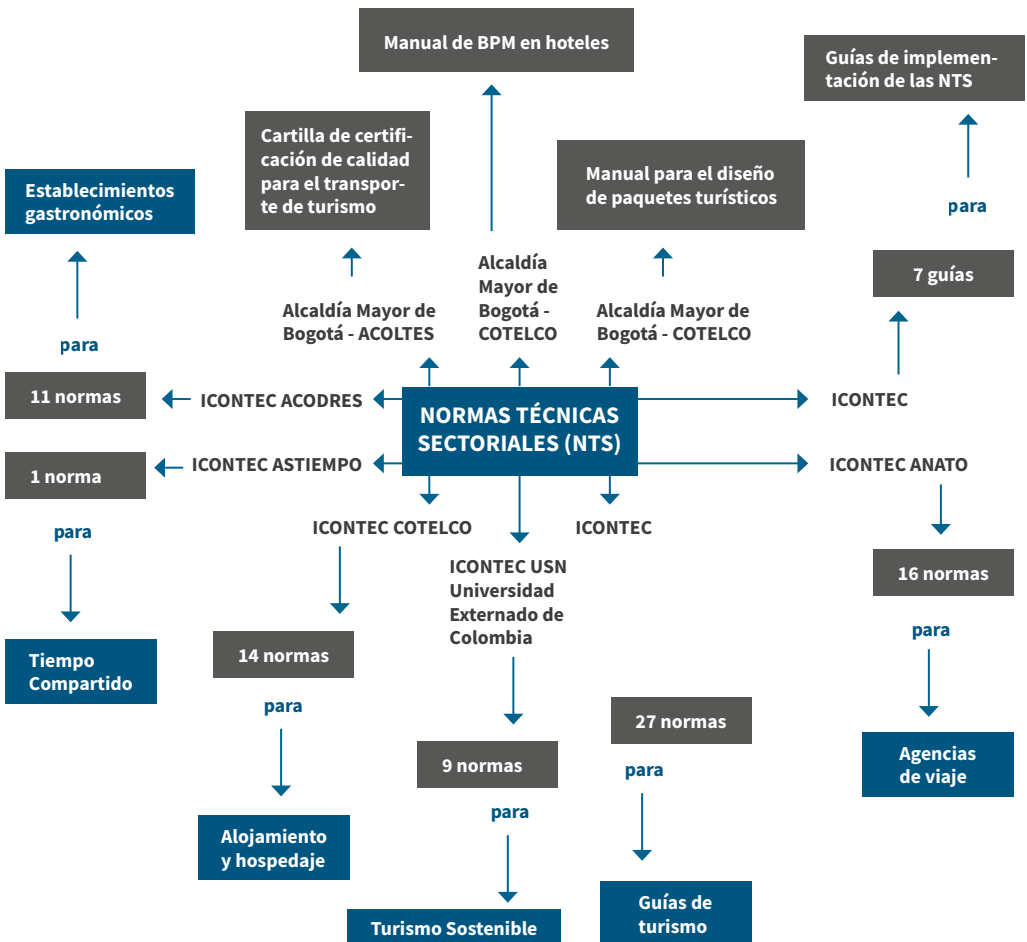 Manual de BPM en hoteles
Guías de implemen-
tación de las NTS
Cartilla de certifi-
cación de calidad
para el transpor-
te de turismo
Manual para el diseño
de paquetes turísticos
Establecimientos
gastronómicos
para
7 guías
Alcaldía Mayor de
Bogotá - ACOLTES
Alcaldía
Mayor de
Bogotá -
COTELCO
Alcaldía Mayor de
Bogotá - COTELCO
para
11 normas
ICONTEC ACODRES
NORMAS TÉCNICAS
SECTORIALES (NTS)
ICONTEC
1 norma
ICONTEC ASTIEMPO
ICONTEC ANATO
para
ICONTEC COTELCO
ICONTEC USN
Universidad
Externado de
Colombia
ICONTEC
16 normas
Tiempo
Compartido
14 normas
para
para
27 normas
9 normas
para
Agencias
de viaje
para
Alojamiento
y hospedaje
Turismo Sostenible
Guías de
turismo